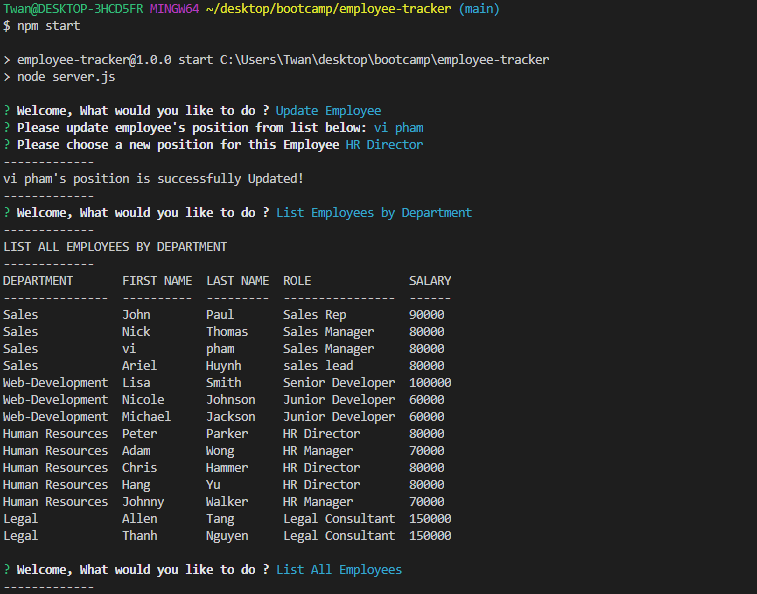 Twan@DESKTOP-3HCD5FR MINGW64 ~/desktop/bootcamp/employee-tracker (main)
$ npm start
> employee-tracker@1.0.0 start C:\Users\Twan\desktop\bootcamp\employee-tracker
> node server.js
? Welcome, What would you like to do ? Update Employee
? Please update employee's position from list below: vi pham
? Please choose a new position for this Employee HR Director
-------------
vi pham's position is successfully Updated!
-------------
? Welcome, What would you like to do ? List Employees by Department
-------------
LIST ALL EMPLOYEES BY DEPARTMENT
-------------
DEPARTMENT       FIRST NAME  LAST NAME  ROLE              SALARY
---------------  ----------  ---------  ----------------  ------
Sales            John        Paul       Sales Rep         90000
Sales            Nick        Thomas     Sales Manager     80000
Sales            vi          pham       Sales Manager     80000
Sales            Ariel       Huynh      sales lead        80000
Web-Development  Lisa        Smith      Senior Developer  100000
Web-Development  Nicole      Johnson    Junior Developer  60000
Web-Development  Michael     Jackson    Junior Developer  60000
Human Resources  Peter       Parker     HR Director       80000
Human Resources  Adam        Wong       HR Manager        70000
Human Resources  Chris       Hammer     HR Director       80000
Human Resources  Hang        Yu         HR Director       80000
Human Resources  Johnny      Walker     HR Manager        70000
Legal            Allen       Tang       Legal Consultant  150000
Legal            Thanh       Nguyen     Legal Consultant  150000
? Welcome, What would you like to do ? List All Employees
-------------